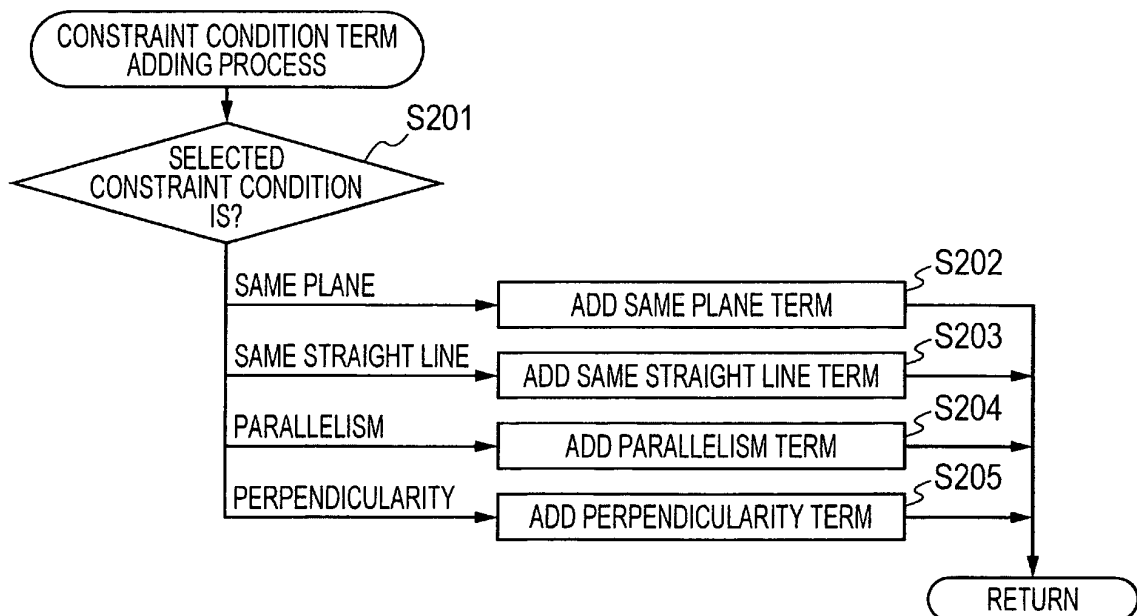 CONSTRAINT CONDITION TERM
ADDING PROCESS
S201
SELECTED
CONSTRAINT CONDITION
IS?
SAME PLANE
ADD SAME PLANE TERM
S202
SAME STRAIGHT LINE
ADD SAME STRAIGHT LINE TERM
S203
PARALLELISM
ADD PARALLELISM TERM
S204
PERPENDICULARITY
ADD PERPENDICULARITY TERM
S205
RETURN